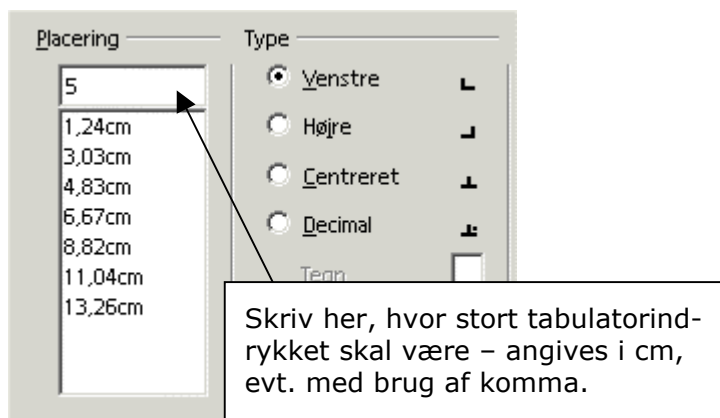 Placering
5
1,24cm
3,03cm
4,83cm
6,67cm
8,82cm
11,04cm
13,26cm
Type
Venstre
Højre
Centreret
Decimal
Tegn
Skriv her, hvor stort tabulatorind-
rykket skal være – angives i cm,
evt. med brug af komma.